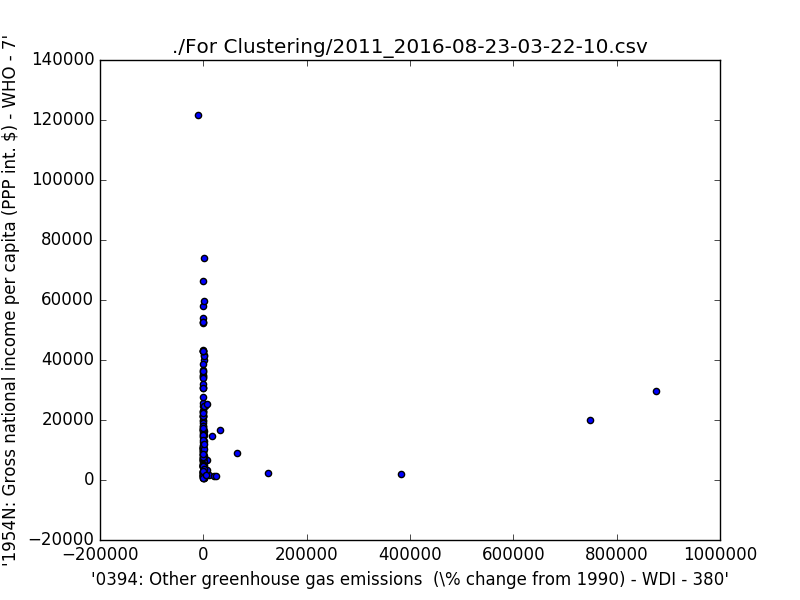 ./For Clustering/2011_2016-08-23-03-22-10.csv
'1954N: Gross national income per capita (PPP int. $) - WHO - 7'
140000
120000
100000
80000
60000
40000
20000
0
−20000
−200000 0 200000 400000 600000 800000 1000000
'0394: Other greenhouse gas emissions (\% change from 1990) - WDI - 380'